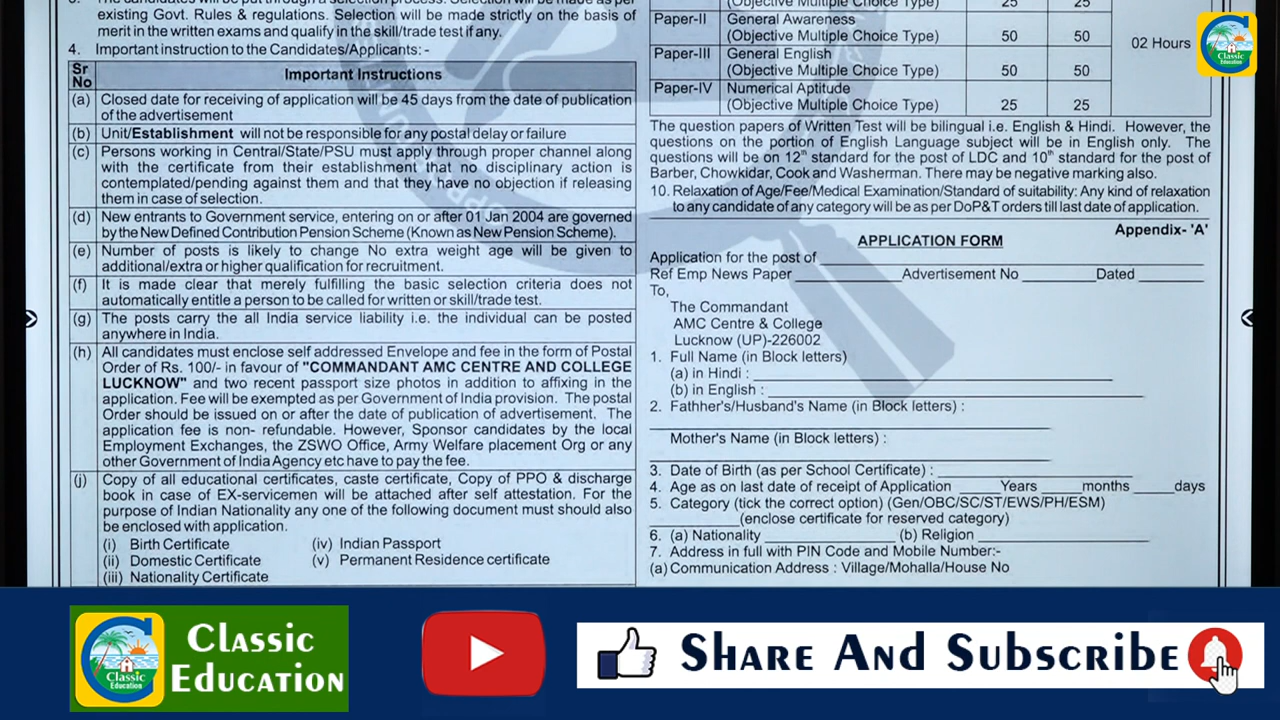 existing Govt. Rules & regulations. Selection will be made strictly on the basis of
merit in the written exams and qualify in the skill/trade test if any.
4. Important instruction to the Candidates/Applicants: -
Sr No Important Instructions
(a) Closed date for receiving of application will be 45 days from the date of publication
of the advertisement
(b) Unit/Establishment will not be responsible for any postal delay or failure
(c) Persons working in Central/State/PSU must apply through proper channel along
with the certificate from their establishment that no disciplinary action is
contemplated/pending against them and that they have no objection if releasing
them in case of selection.
(d) New entrants to Government service, entering on or after 01 Jan 2004 are governed
by the New Defined Contribution Pension Scheme (Known as New Pension Scheme).
(e) Number of posts is likely to change No extra weight age will be given to
additional/extra or higher qualification for recruitment.
(f) It is made clear that merely fulfilling the basic selection criteria does not
automatically entitle a person to be called for written or skill/trade test.
(g) The posts carry the all India service liability i.e. the individual can be posted
anywhere in India.
(h) All candidates must enclose self addressed Envelope and fee in the form of Postal
Order of Rs. 100/- in favour of "COMMANDANT AMC CENTRE AND COLLEGE
LUCKNOW" and two recent passport size photos in addition to affixing in the
application. Fee will be exempted as per Government of India provision. The postal
Order should be issued on or after the date of publication of advertisement. The
application fee is non- refundable. However, Sponsor candidates by the local
Employment Exchanges, the ZSWO Office, Army Welfare placement Org or any
other Government of India Agency etc have to pay the fee.
(j) Copy of all educational certificates, caste certificate, Copy of PPO & discharge
book in case of EX-servicemen will be attached after self attestation. For the
purpose of Indian Nationality any one of the following document must should also
be enclosed with application.
(i) Birth Certificate (iv) Indian Passport
(ii) Domestic Certificate (v) Permanent Residence certificate
(iii) Nationality Certificate
(Objective Multiple Choice Type) 25 25
Paper-II General Awareness
(Objective Multiple Choice Type) 50 50
02 Hours
Paper-III General English
(Objective Multiple Choice Type) 50 50
Paper-IV Numerical Aptitude
(Objective Multiple Choice Type) 25 25
The question papers of Written Test will be bilingual i.e. English & Hindi. However, the
questions on the portion of English Language subject will be in English only. The
questions will be on 12th standard for the post of LDC and 10th standard for the post of
Barber, Chowkidar, Cook and Washerman. There may be negative marking also.
10. Relaxation of Age/Fee/Medical Examination/Standard of suitability: Any kind of relaxation
to any candidate of any category will be as per DoP&T orders till last date of application.
Appendix- 'A'
APPLICATION FORM
Application for the post of
Ref Emp News Paper Advertisement No Dated
To,
The Commandant
AMC Centre & College
Lucknow (UP)-226002
1. Full Name (in Block letters)
(a) in Hindi :
(b) in English :
2. Fathher's/Husband's Name (in Block letters) :
Mother's Name (in Block letters) :
3. Date of Birth (as per School Certificate) :
4. Age as on last date of receipt of Application Years months days
5. Category (tick the correct option) (Gen/OBC/SC/ST/EWS/PH/ESM)
(enclose certificate for reserved category)
6. (a) Nationality (b) Religion
7. Address in full with PIN Code and Mobile Number:-
(a) Communication Address : Village/Mohalla/House No
Classic
Education
Classic
Education
Classic
Education
Share And Subscribe